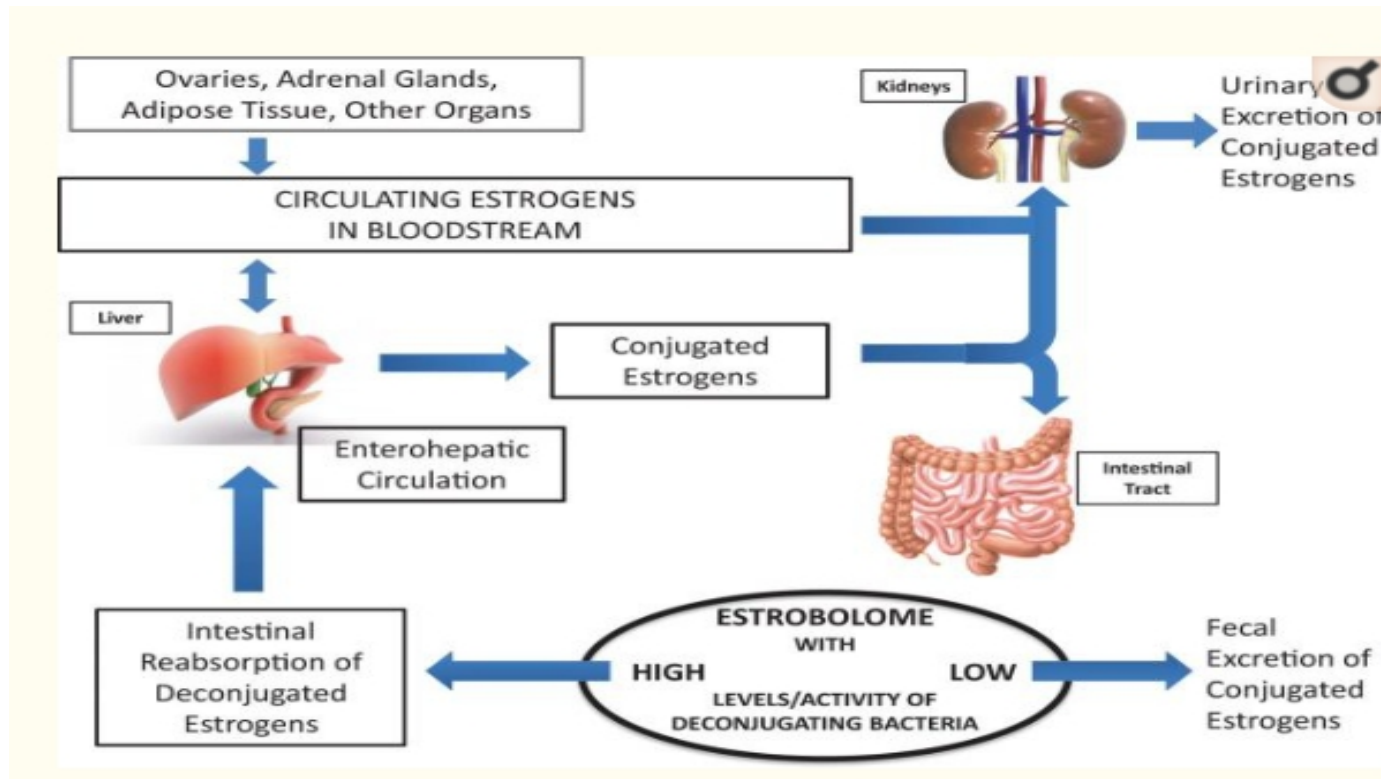 Ovaries, Adrenal Glands,
Adipose Tissue, Other Organs
Kidneys
Urinary
Excretion of
Conjugated
Estrogens
CIRCULATING ESTROGENS
IN BLOODSTREAM
Liver
Conjugated
Estrogens
Enterohepatic
Circulation
Intestinal
Tract
Intestinal
Reabsorption of
Deconjugated
Estrogens
ESTROBOLOME
WITH
HIGH LOW
LEVELS/ACTIVITY OF
DECONJUGATING BACTERIA
Fecal
Excretion of
Conjugated
Estrogens